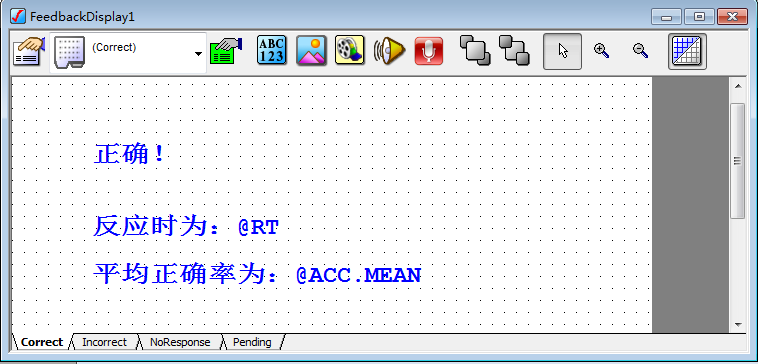 FeedbackDisplay1
(Correct)
ABC
123
正确！
反应时为：@RT
平均正确率为：@ACC.MEAN
Correct Incorrect NoResponse Pending